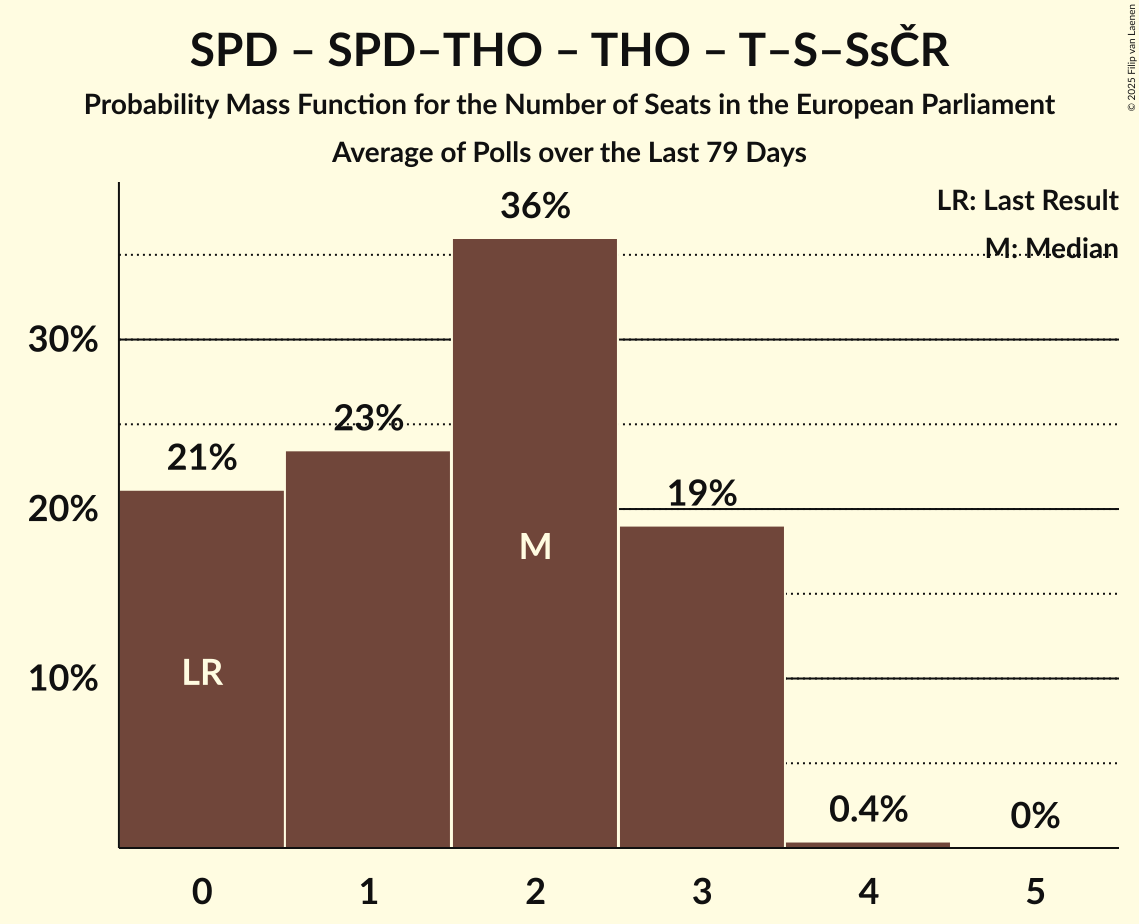 SPD – SPD–THO – THO – T–S–SsČR
Probability Mass Function for the Number of Seats in the European Parliament
Average of Polls over the Last 79 Days
© 2025 Filip van Laenen
LR: Last Result
M: Median
36%
30%
23%
21%
20%
19%
M
LR
10%
0.4%
0%
0 1 2 3 4 5